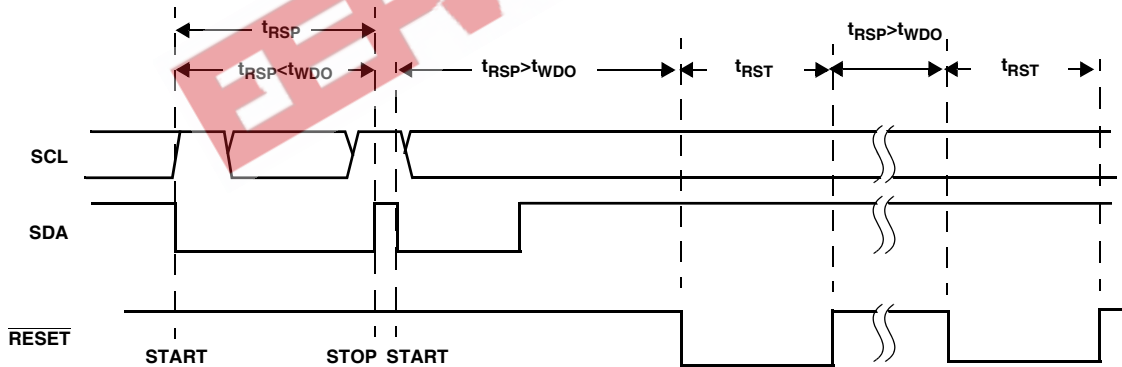 tRSP
tRSP>tWDO
tRSP<tWDO
tRSP>tWDO
tRST
tRST
SCL
SDA
RESET
START
STOP
START